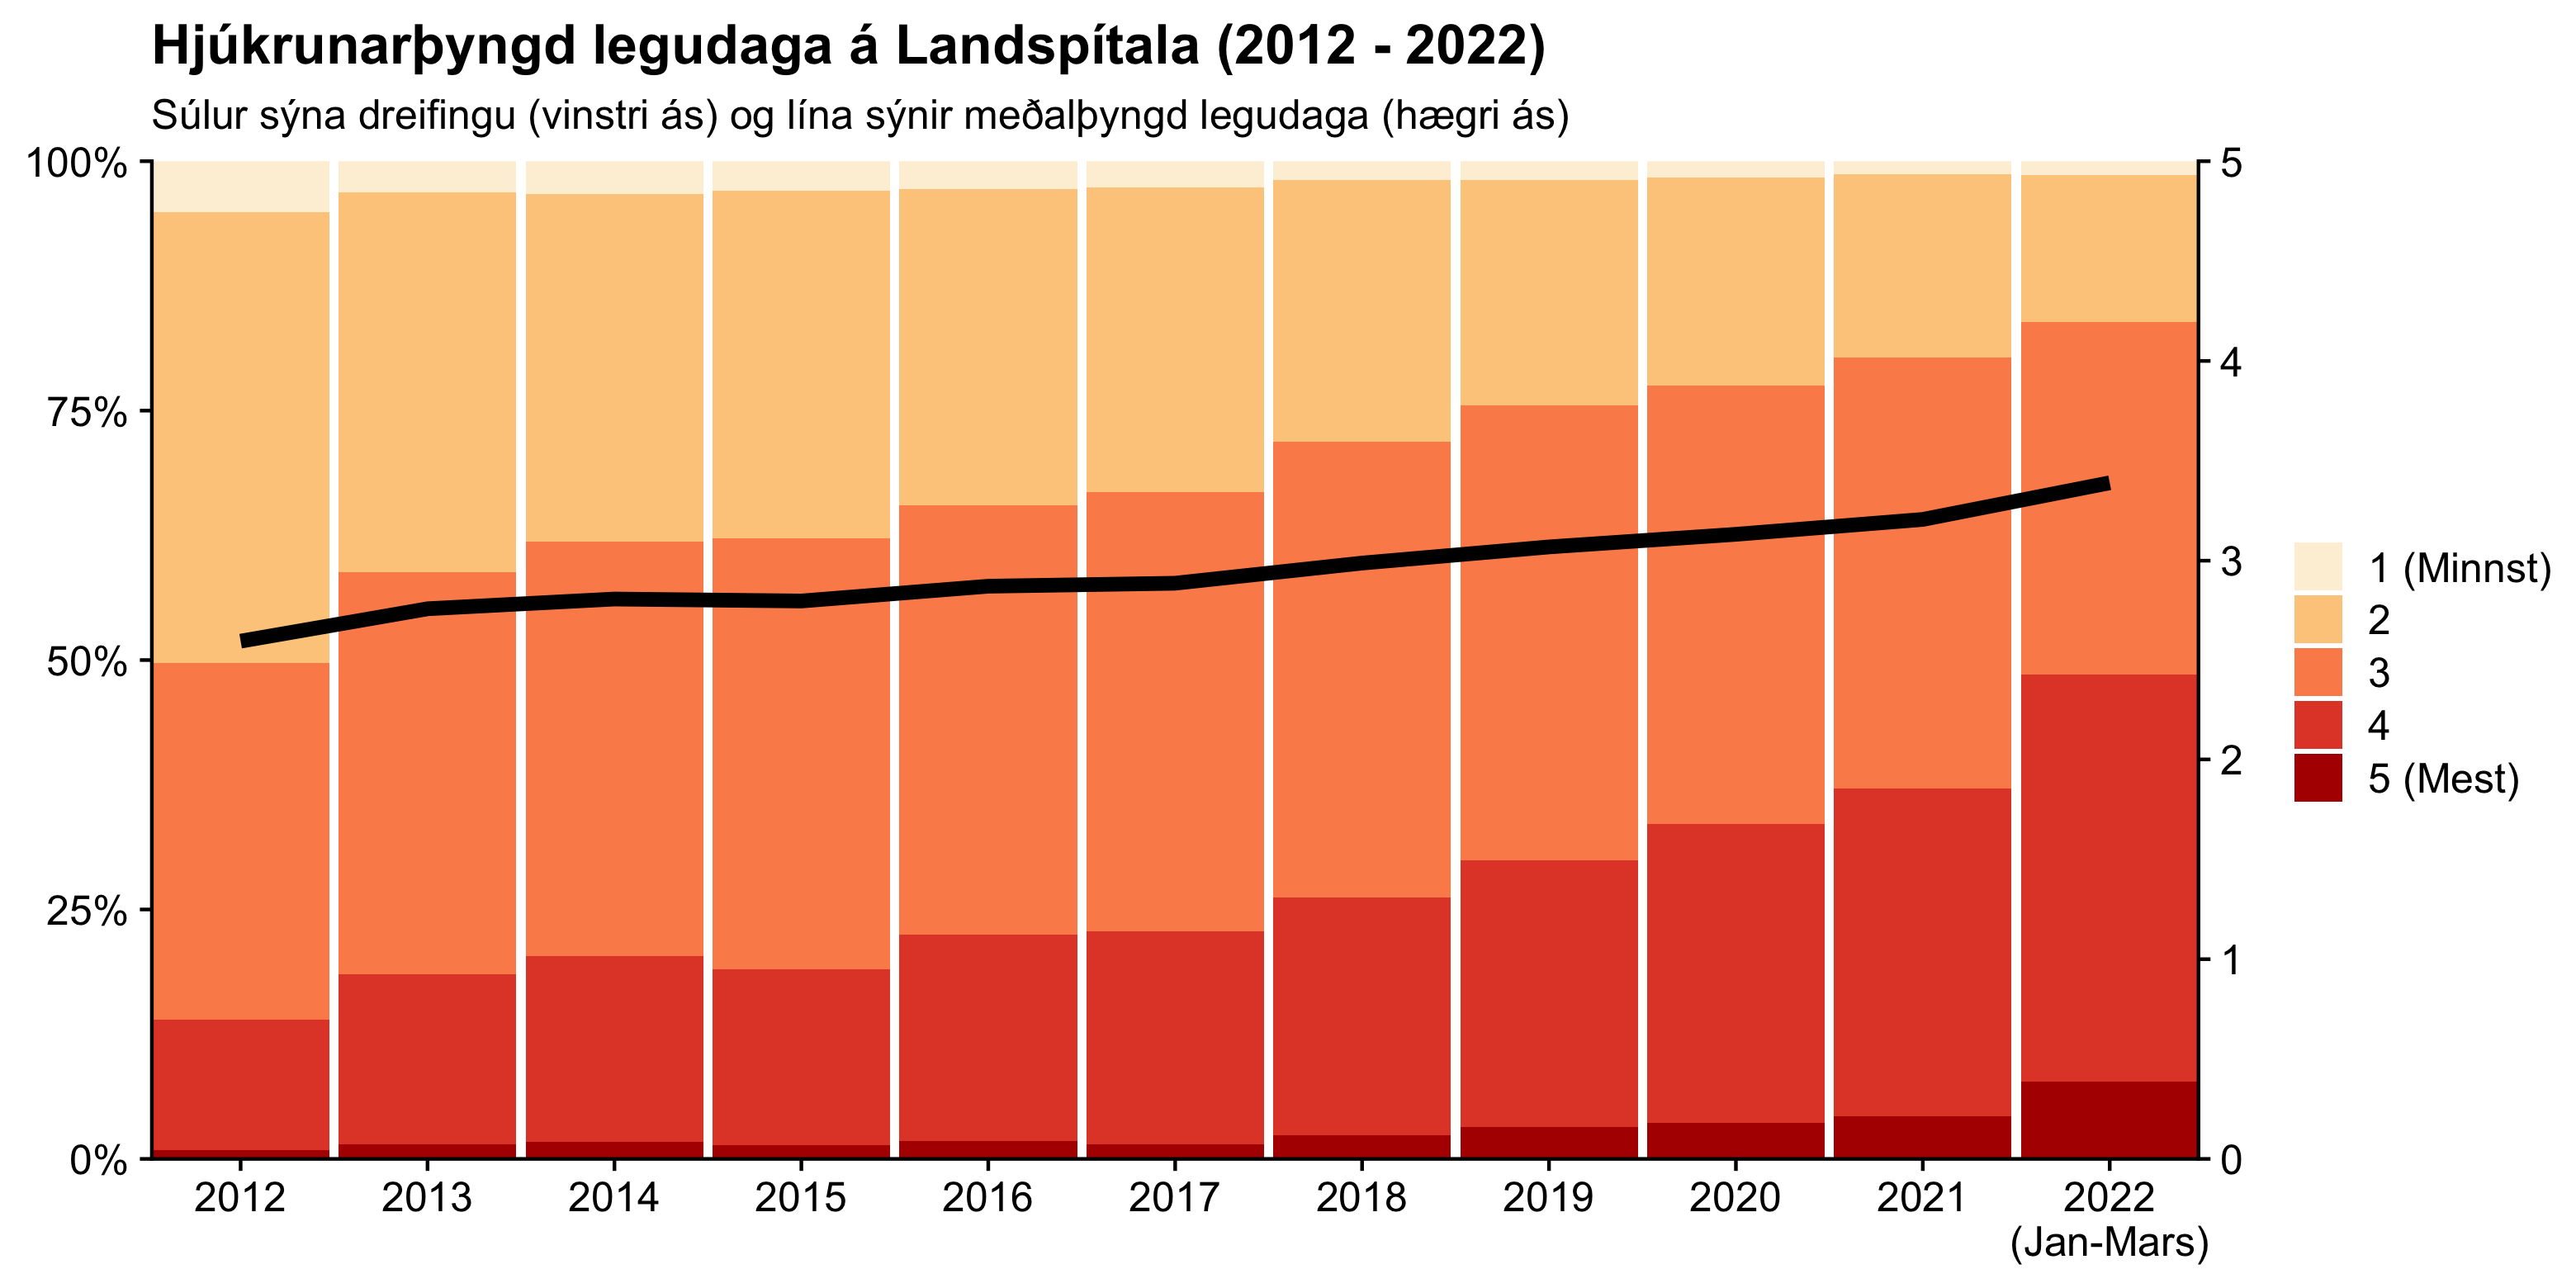 Hjúkrunarþyngd legudaga á Landspítala (2012 - 2022)
Súlur sýna dreifingu (vinstri ás) og lína sýnir meðalþyngd legudaga (hægri ás)
100%
75%
50%
25%
0%
5
4
3
2
1
0
1 (Minnst)
2
3
4
5 (Mest)
2012 2013 2014 2015 2016 2017 2018 2019 2020 2021 2022
(Jan-Mars)